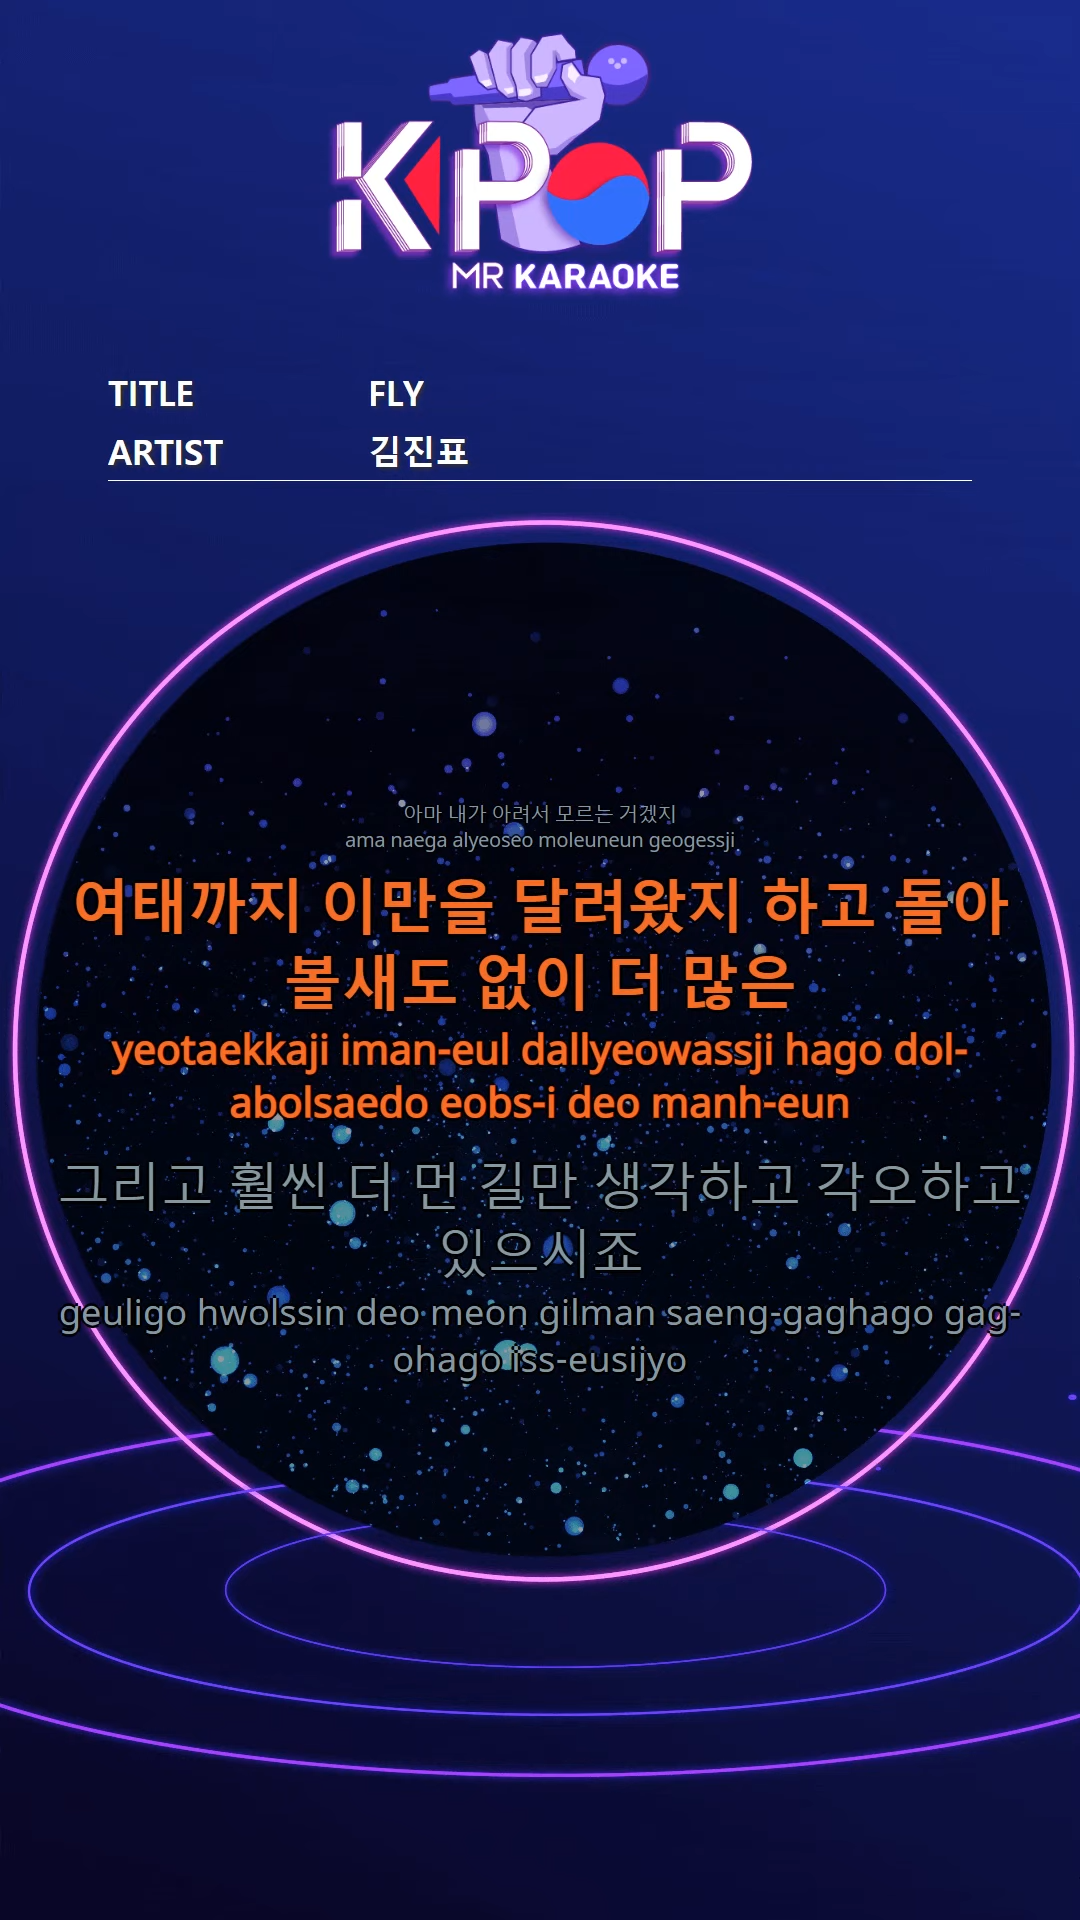 KPOP
MR KARAOKE
TITLE FLY
ARTIST 김진표
아마 내가 아려서 모르는 거겠지
ama naega alyeoseo moleuneun geogessji
여태까지 이만을 달려왔지 하고 돌아
볼새도 없이 더 많은
yeotaekkaji iman-eul dallyeowassji hago dol-
abolsaedo eobs-i deo manh-eun
그리고 훨씬 더 먼 길만 생각하고 각오하고
있으시죠
geuligo hwolssin deo meon gilman saeng-gaghago gag-
ohago iss-eusijyo